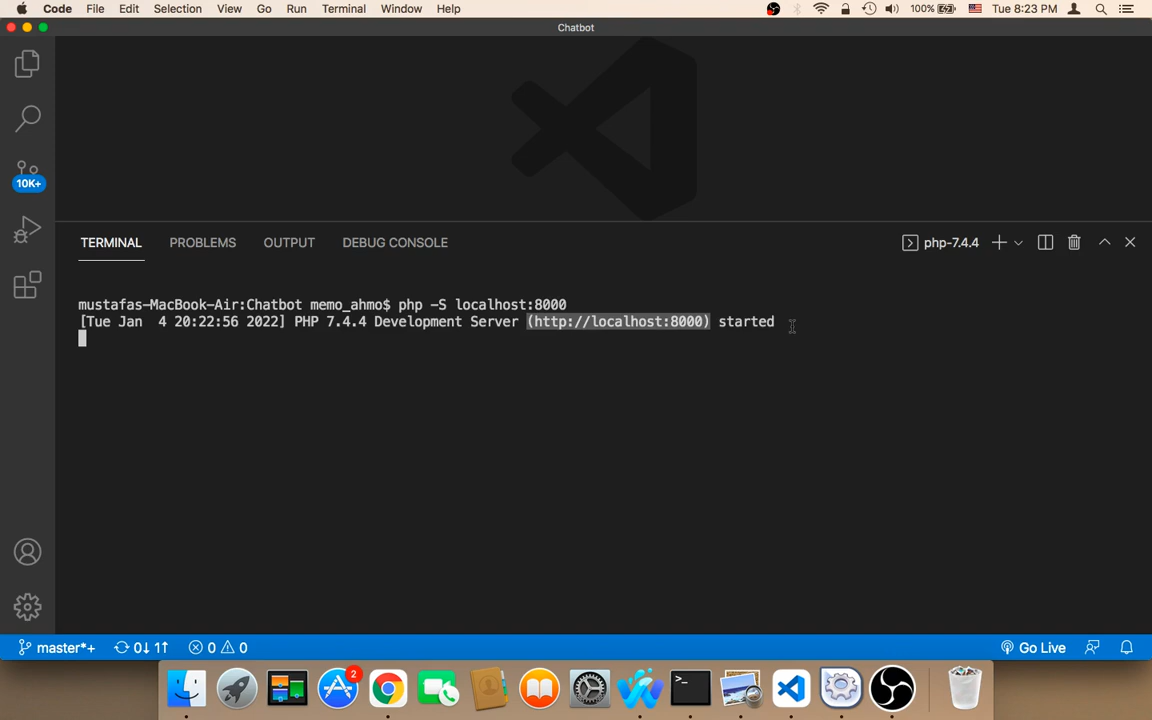 Code File Edit Selection View Go Run Terminal Window Help 100% Tue 8:23 PM
Chatbot
10K+
TERMINAL PROBLEMS OUTPUT DEBUG CONSOLE php-7.4.4
mustafas-MacBook-Air:Chatbot memo_ahmo$ php -S localhost:8000
[Tue Jan  4 20:22:56 2022] PHP 7.4.4 Development Server (http://localhost:8000) started
master*+ 0↓ 1↑ 0 0 Go Live
2